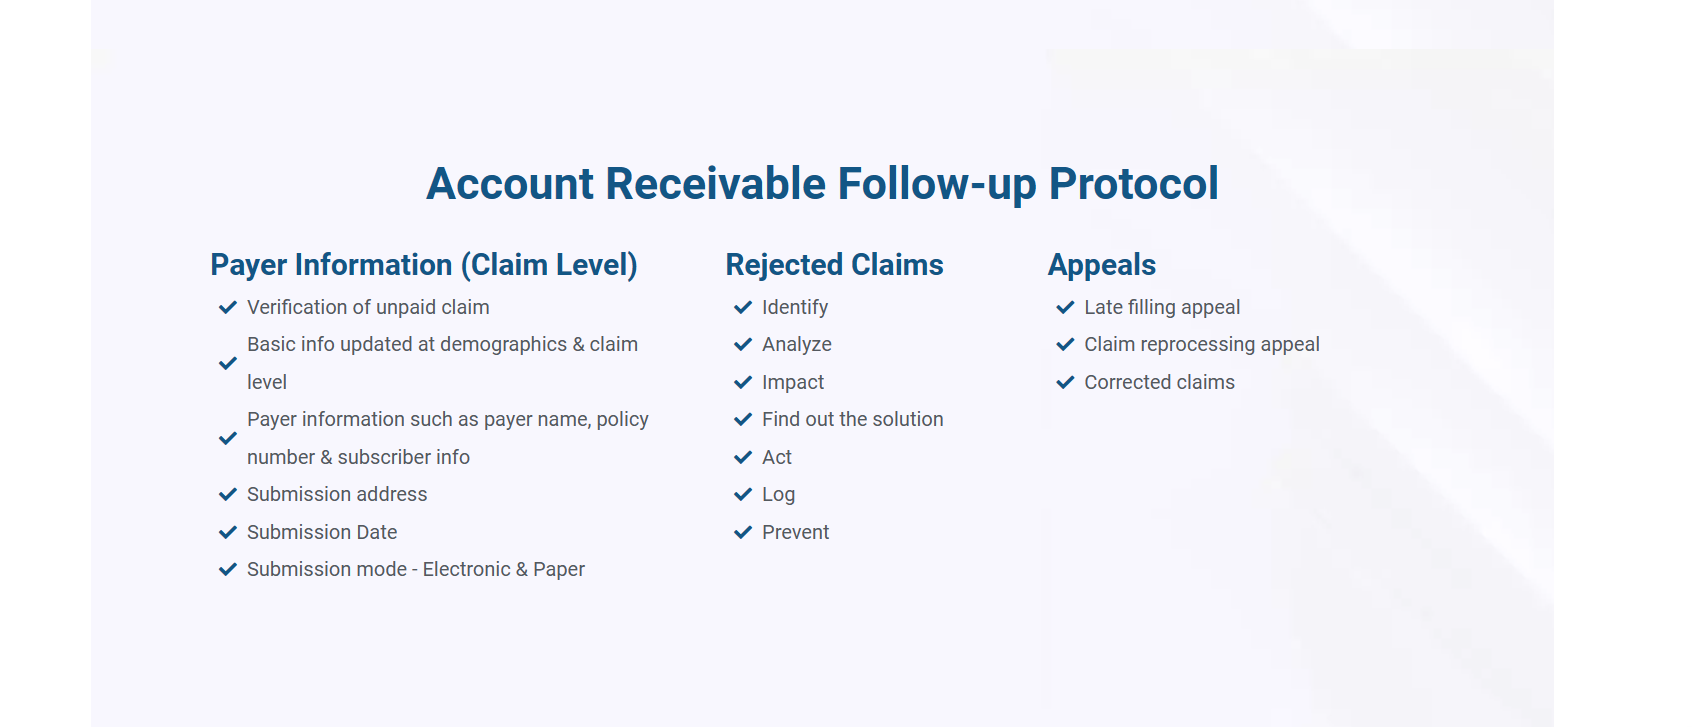 Account Receivable Follow-up Protocol
Payer Information (Claim Level)
Verification of unpaid claim
Basic info updated at demographics & claim
level
Payer information such as payer name, policy
number & subscriber info
Submission address
Submission Date
Submission mode - Electronic & Paper
Rejected Claims
Identify
Analyze
Impact
Find out the solution
Act
Log
Prevent
Appeals
Late filling appeal
Claim reprocessing appeal
Corrected claims